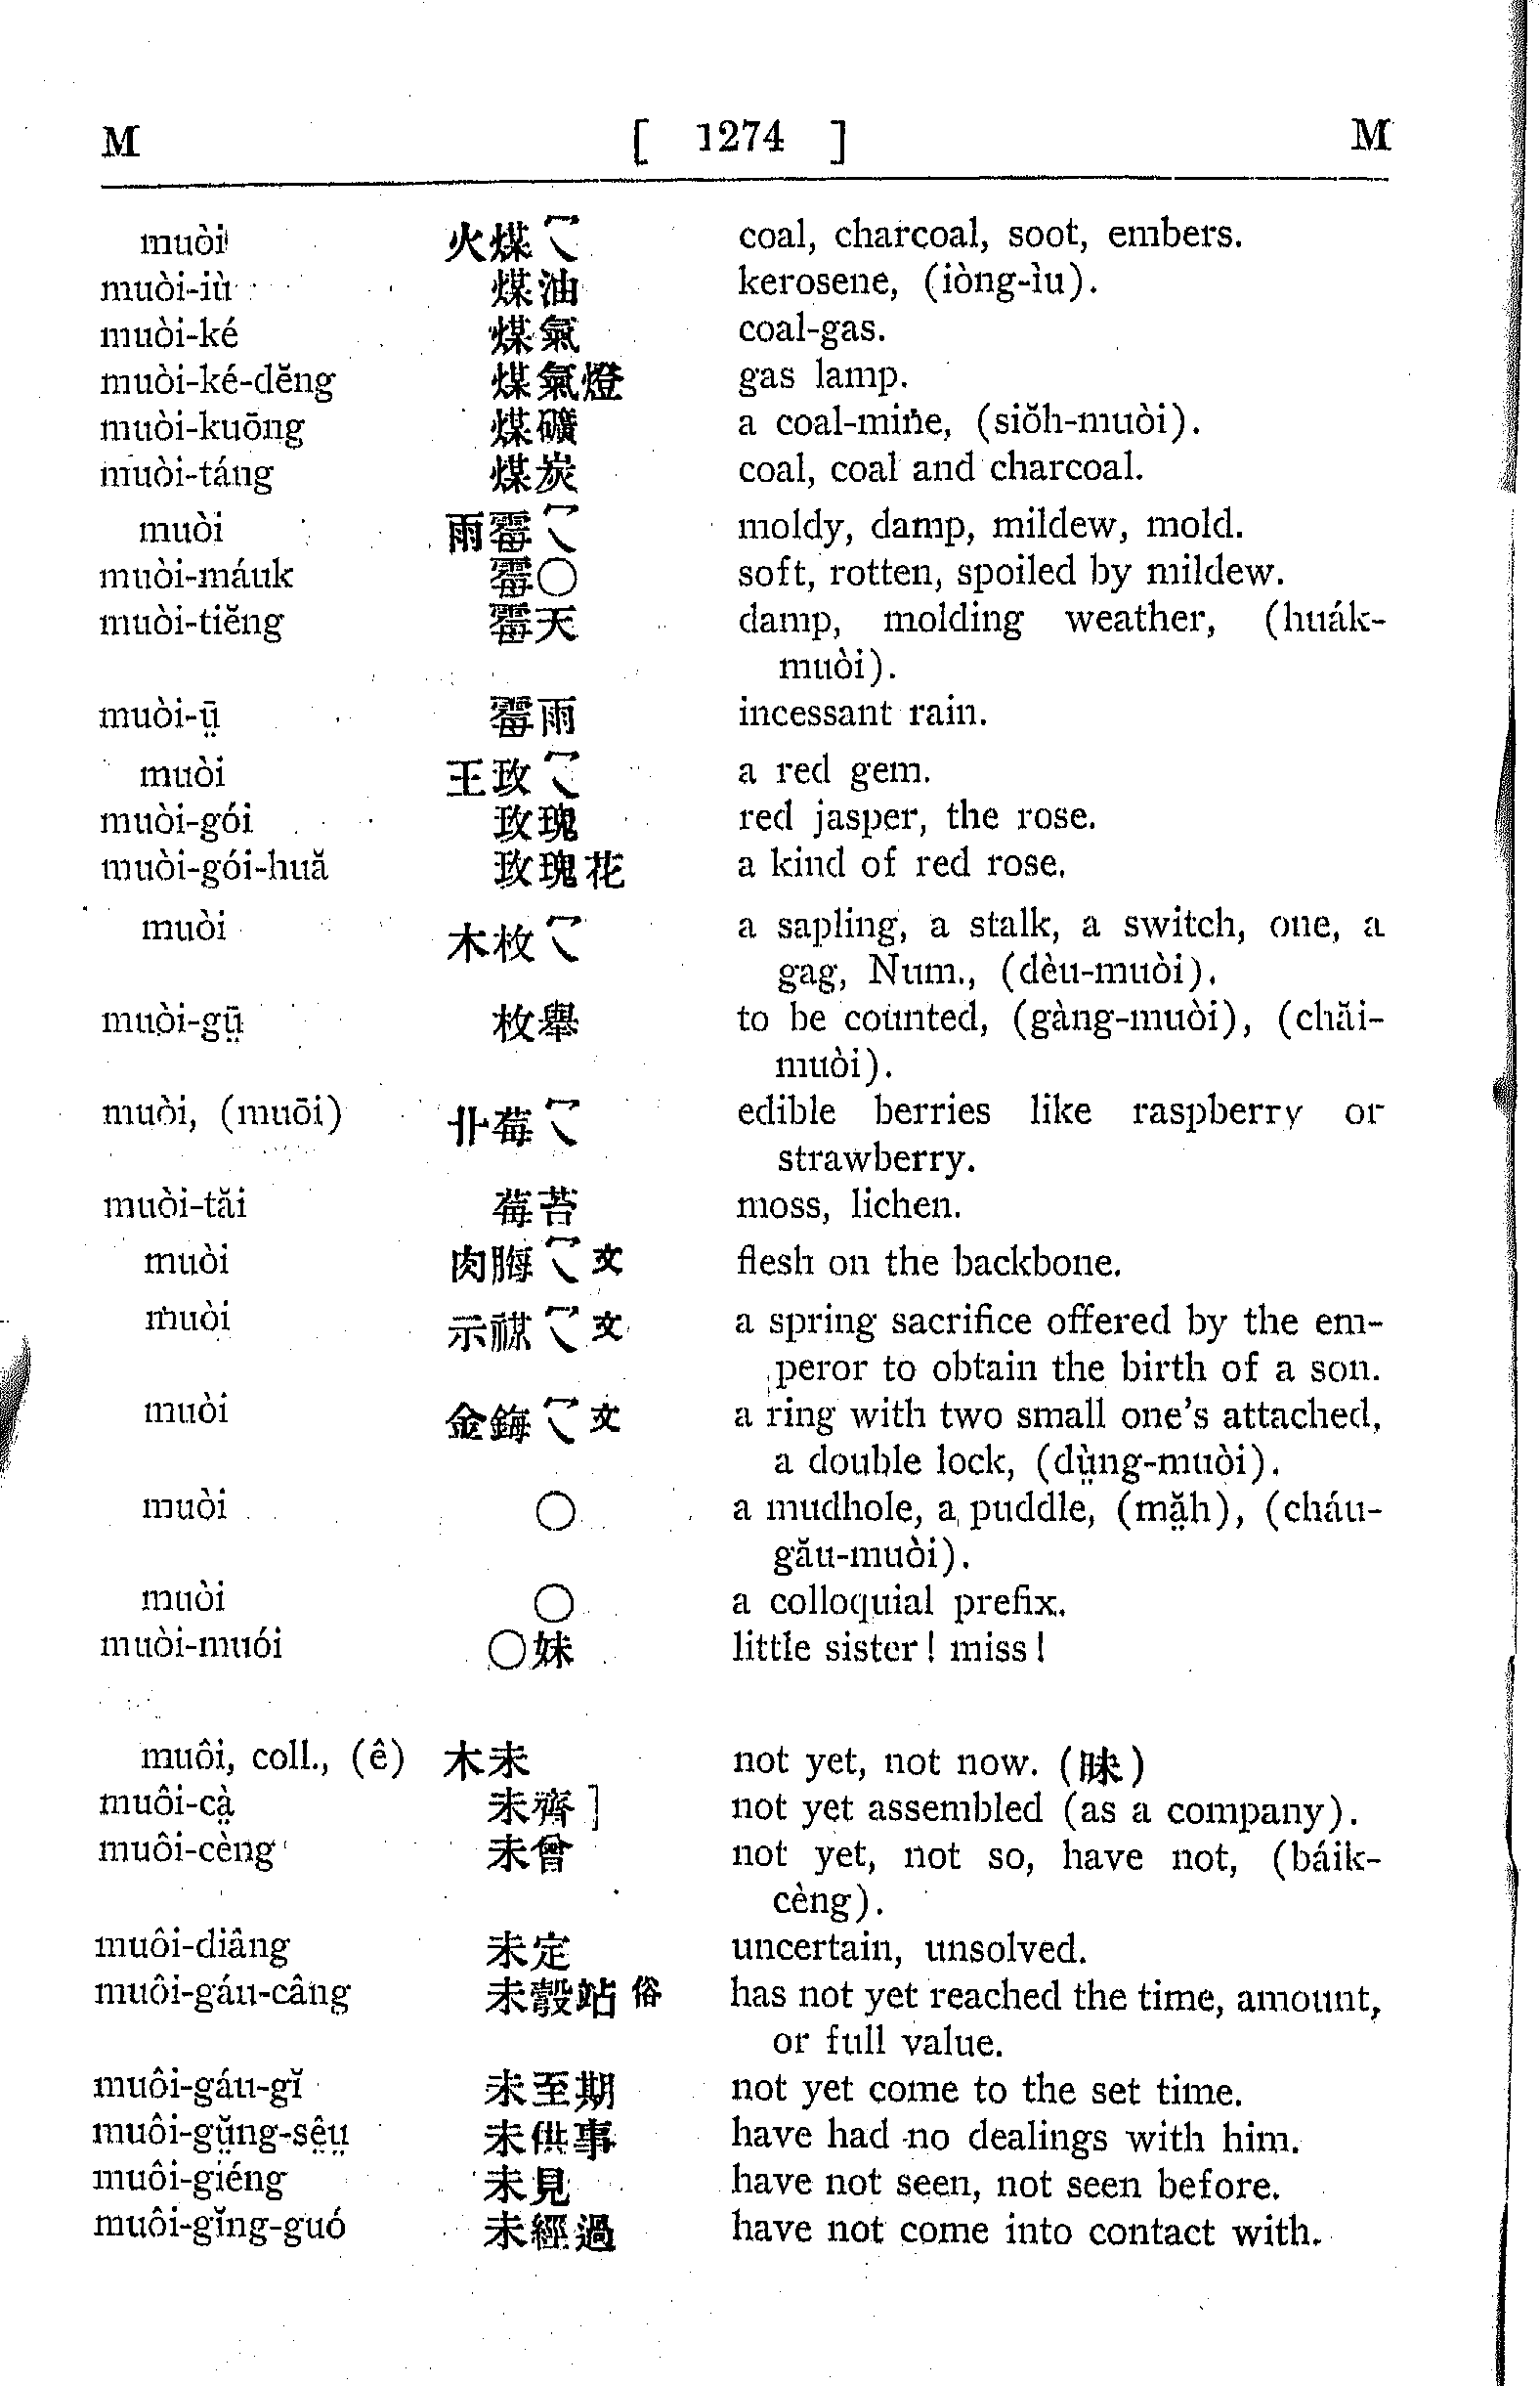 M [ 1274 ] M
muòi 火煤乛㇏ coal, charcoal, soot, embers.
muòi-iù 煤油 kerosene, (iòng-ìu).
muòi-ké 煤氣 coal-gas.
muòi-ké-dĕng 煤氣燈 gas lamp.
muòi-kuōng 煤礦 a coal-mine, (siŏh-muòi).
muòi-táng 煤炭 coal, coal and charcoal.
muòi 雨霉乛㇏ moldy, damp, mildew, mold.
muòi-máuk 霉〇 soft, rotten, spoiled by mildew.
muòi-tiĕng 霉天 damp, molding weather, (huák-
muòi).
muòi-ṳ̄ 霉雨 incessant rain.
muòi 王玫乛㇏ a red gem.
muòi-gói 玫瑰 red jasper, the rose.
muòi-gói-huă 玫瑰花 a kind of red rose.
muòi 木枚乛㇏ a sapling, a stalk, a switch, one, a
gag, Num., (dèu-muòi).
muòi-gṳ̄ 枚舉 to be counted, (gàng-muòi), (chăi-
muòi).
muòi, (muōi) 卝莓乛㇏ edible berries like raspberry or
strawberry.
muòi-tăi 莓苔 moss, lichen.
muòi 肉脢乛㇏ 文 flesh on the backbone.
muòi 示禖乛㇏ 文 a spring sacrifice offered by the em-
peror to obtain the birth of a son.
muòi 金鋂乛㇏ 文 a ring with two small one's attached,
a double lock, (dṳ̀ng-muòi).
muòi 〇 a mudhole, a puddle, (mă̤h), (cháu-
gău-muòi).
muòi 〇 a colloquial prefix.
muòi-muói 〇妹 little sister! miss!
muôi, coll., (ê) 木未 not yet, not now. (昧)
muôi-cà̤ 未齊] not yet assembled (as a company).
muôi-cèng 未曾 not yet, not so, have not, (báik-
cèng).
muôi-diâng 未定 uncertain, unsolved.
muôi-gáu-câng 未彀站 俗 has not yet reached the time, amount,
or full value.
muôi-gáu-gĭ 未至期 not yet come to the set time.
muôi-gṳ̆ng-sê̤ṳ 未供事 have had no dealings with him.
muôi-giéng 未見 have not seen, not seen before.
muôi-gĭng-guó 未經過 have not come into contact with.